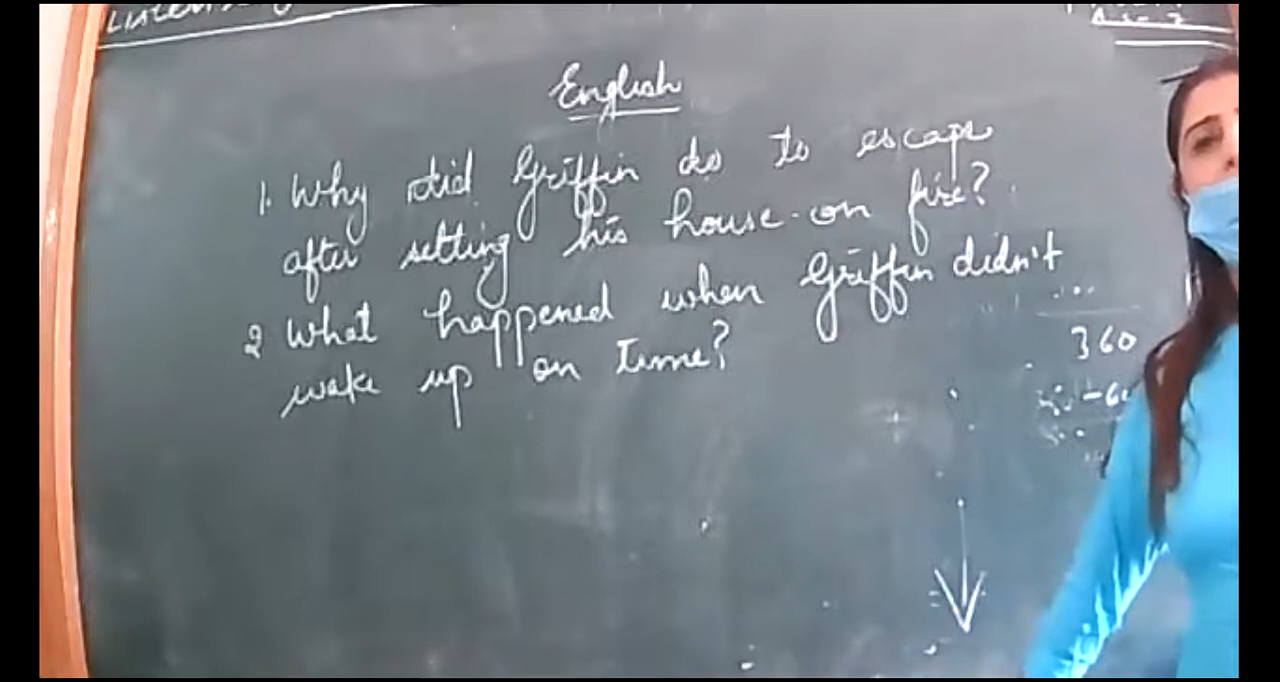 English
1. Why did Griffin do to escape
after setting his house on fire?
2 What happened when Griffin didn't
wake up on time?
360